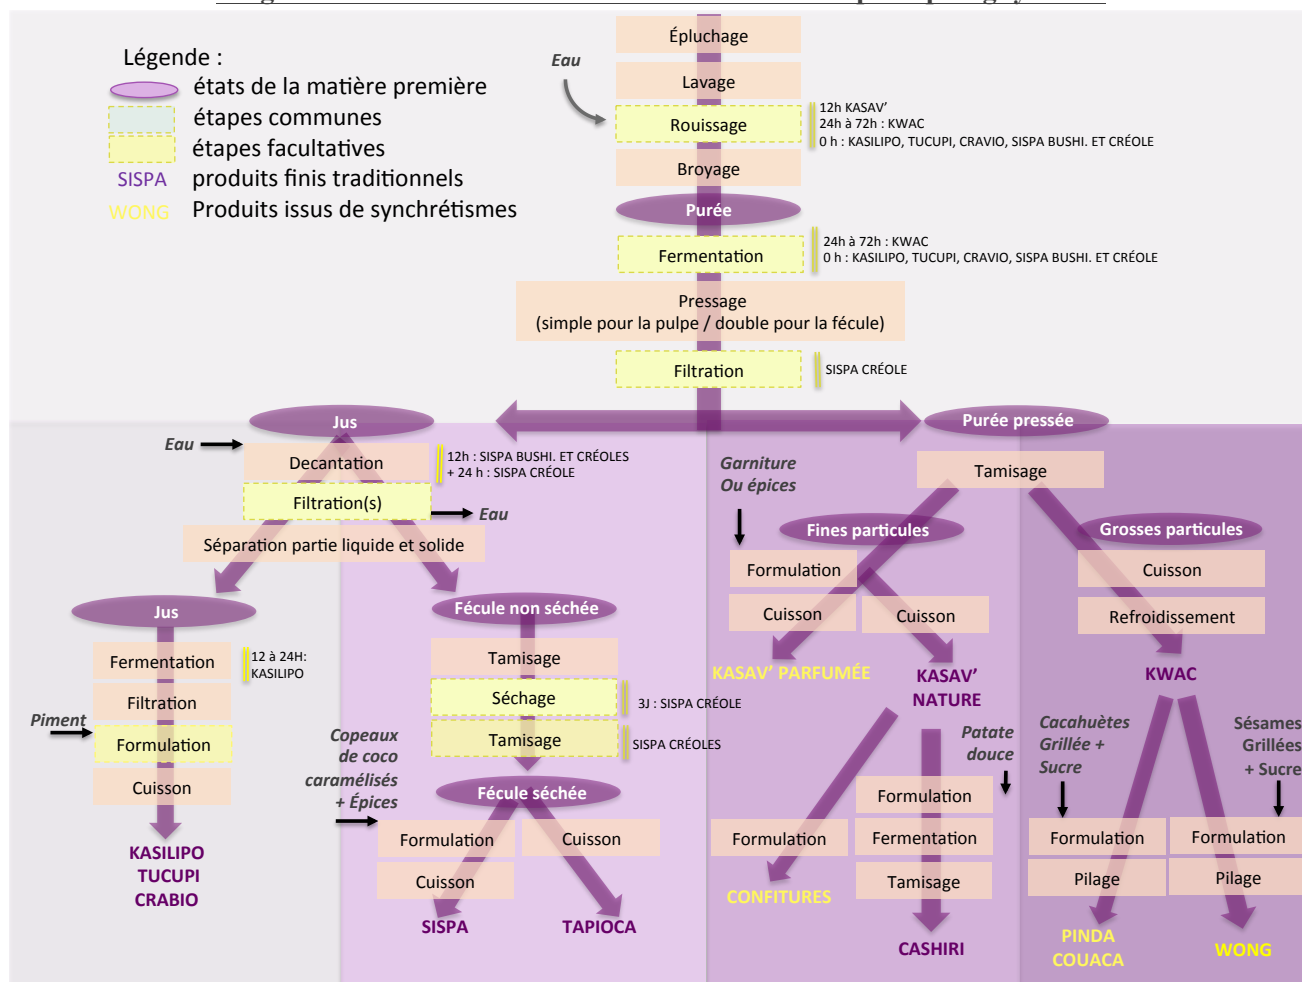 Légende :
états de la matière première
étapes communes
étapes facultatives
SISPA produits finis traditionnels
WONG Produits issus de synchrétismes
Épluchage
Eau
Lavage
Rouissage
12h KASAV'
24h à 72h : KWAC
0 h : KASILIPO, TUCUPI, CRAVIO, SISPA BUSHI. ET CRÉOLE
Broyage
Purée
Fermentation
24h à 72h : KWAC
0 h : KASILIPO, TUCUPI, CRAVIO, SISPA BUSHI. ET CRÉOLE
Pressage
(simple pour la pulpe / double pour la fécule)
Filtration
SISPA CRÉOLE
Jus
Eau
Decantation
12h : SISPA BUSHI. ET CRÉOLES
+ 24 h : SISPA CRÉOLE
Filtration(s)
Eau
Séparation partie liquide et solide
Jus
Fermentation
12 à 24H:
KASILIPO
Filtration
Piment
Formulation
Cuisson
KASILIPO
TUCUPI
CRABIO
Fécule non séchée
Tamisage
Séchage
3J : SISPA CRÉOLE
Tamisage
SISPA CRÉOLES
Copeaux
de coco
caramélisés
+ Épices
Fécule séchée
Formulation
Cuisson
Cuisson
SISPA
TAPIOCA
Purée pressée
Tamisage
Garniture
Ou épices
Fines particules
Formulation
Cuisson
Cuisson
KASAV' PARFUMÉE
KASAV'
NATURE
Patate
douce
Formulation
Formulation
Fermentation
Tamisage
CONFITURES
CASHIRI
Grosses particules
Cuisson
Refroidissement
KWAC
Cacahuètes
Grillée +
Sucre
Sésames
Grillées
+ Sucre
Formulation
Formulation
Pilage
Pilage
PINDA
COUACA
WONG